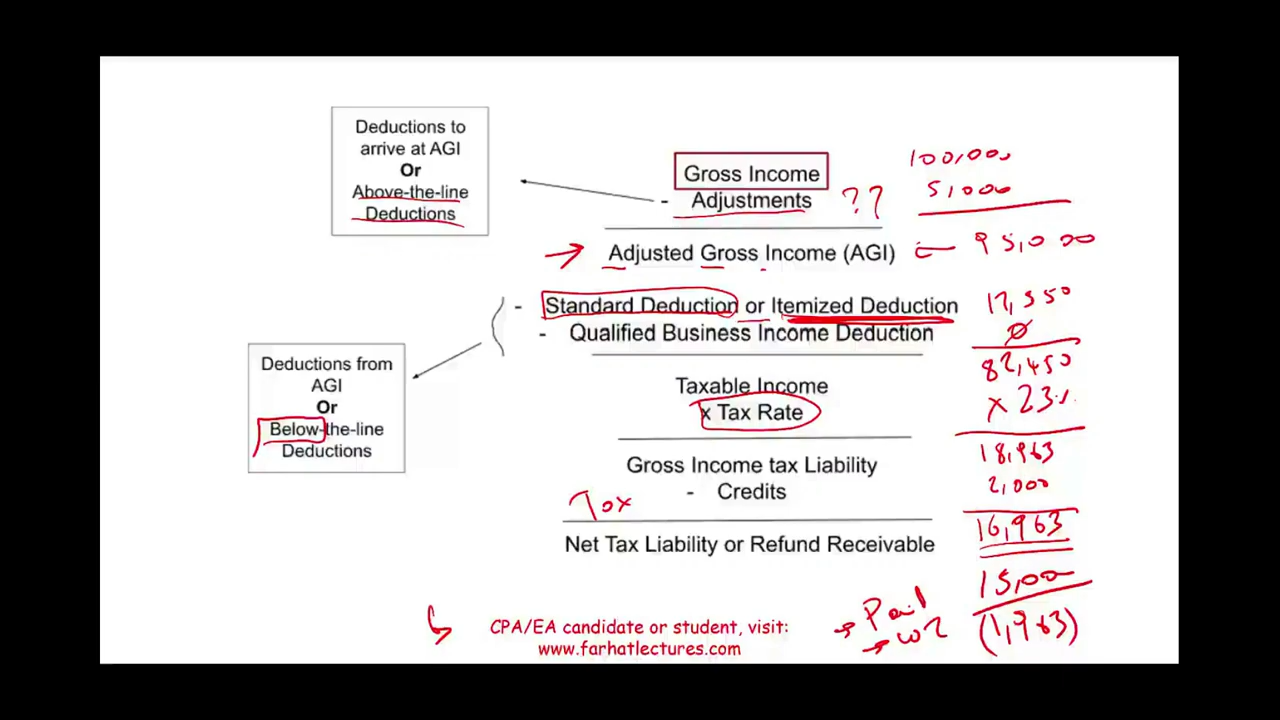 Deductions to
arrive at AGI
Or
Above-the-line
Deductions
Gross Income
- Adjustments
??
100,000
5,000
Adjusted Gross Income (AGI)
95,000
- Standard Deduction or Itemized Deduction
- Qualified Business Income Deduction
12,550
0
Deductions from
AGI
Or
Below-the-line
Deductions
Taxable Income
x Tax Rate
82,450
x 23%
Gross Income tax Liability
- Credits
Tax
18,963
2,000
Net Tax Liability or Refund Receivable
16,963
15,00
Paid
W2
(1,963)
CPA/EA candidate or student, visit:
www.farhatlectures.com